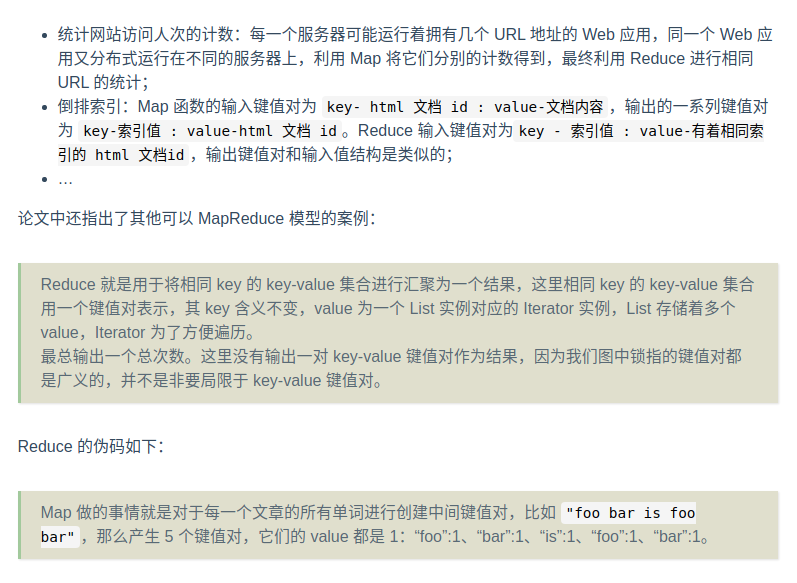 • 统计网站访问人次的计数：每一个服务器可能运行着拥有几个 URL 地址的 Web 应用，同一个 Web 应
用又分布式运行在不同的服务器上，利用 Map 将它们分别的计数得到，最终利用 Reduce 进行相同
URL 的统计；
• 倒排索引：Map 函数的输入键值对为 key- html 文档 id : value-文档内容 ，输出的一系列键值对
为 key-索引值 : value-html 文档 id 。Reduce 输入键值对为 key - 索引值 : value-有着相同索
引的 html 文档id ，输出键值对和输入值结构是类似的；
• …
论文中还指出了其他可以 MapReduce 模型的案例：
Reduce 就是用于将相同 key 的 key-value 集合进行汇聚为一个结果，这里相同 key 的 key-value 集合
用一个键值对表示，其 key 含义不变，value 为一个 List 实例对应的 Iterator 实例，List 存储着多个
value，Iterator 为了方便遍历。
最总输出一个总次数。这里没有输出一对 key-value 键值对作为结果，因为我们图中锁指的键值对都
是广义的，并不是非要局限于 key-value 键值对。
Reduce 的伪码如下：
Map 做的事情就是对于每一个文章的所有单词进行创建中间键值对，比如 "foo bar is foo
bar" ，那么产生 5 个键值对，它们的 value 都是 1：“foo”:1、“bar”:1、“is”:1、“foo”:1、“bar”:1。